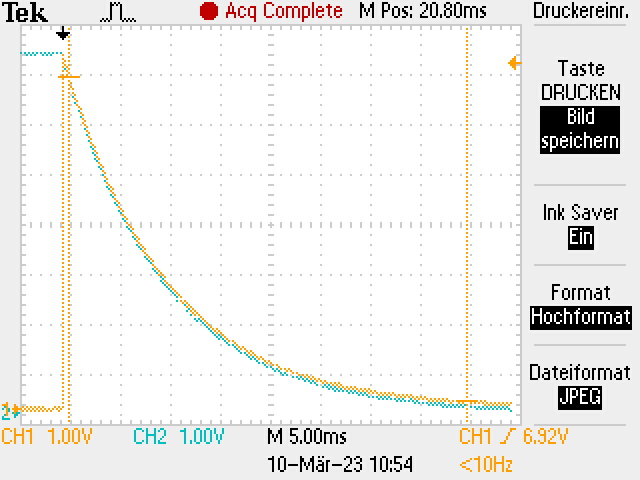 Tek Acq Complete M Pos: 20.80ms Druckereinr.
Taste
DRUCKEN
Bild
speichern
Ink Saver
Ein
Format
Hochformat
Dateiformat
JPEG
2
CH1 1.00V CH2 1.00V M 5.00ms CH1 6.92V
10-Mär-23 10:54 <10Hz